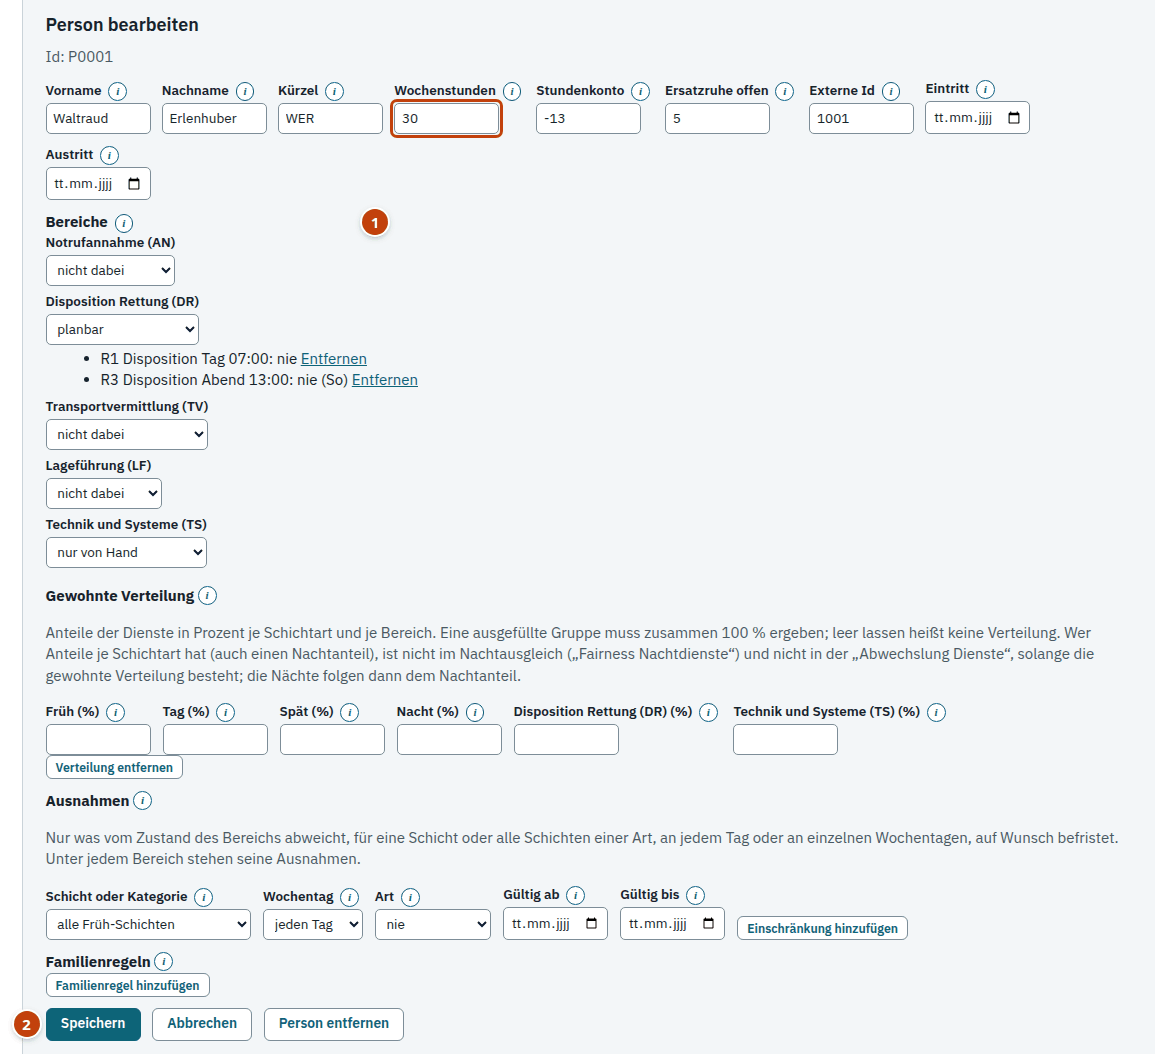 Person bearbeiten
Id: P0001
Vorname i Nachname i Kürzel i Wochenstunden i Stundenkonto i Ersatzruhe offen i Externe Id i Eintritt i
Waltraud Erlenhuber WER 30 -13 5 1001 tt.mm.jjjj
Austritt i
tt.mm.jjjj
Bereiche i
1
Notrufannahme (AN)
nicht dabei
Disposition Rettung (DR)
planbar
• R1 Disposition Tag 07:00: nie Entfernen
• R3 Disposition Abend 13:00: nie (So) Entfernen
Transportvermittlung (TV)
nicht dabei
Lageführung (LF)
nicht dabei
Technik und Systeme (TS)
nur von Hand
Gewohnte Verteilung i
Anteile der Dienste in Prozent je Schichtart und je Bereich. Eine ausgefüllte Gruppe muss zusammen 100 % ergeben; leer lassen heißt keine Verteilung. Wer
Anteile je Schichtart hat (auch einen Nachtanteil), ist nicht im Nachtausgleich („Fairness Nachtdienste“) und nicht in der „Abwechslung Dienste“, solange die
gewohnte Verteilung besteht; die Nächte folgen dann dem Nachtanteil.
Früh (%) i Tag (%) i Spät (%) i Nacht (%) i Disposition Rettung (DR) (%) i Technik und Systeme (TS) (%) i
Verteilung entfernen
Ausnahmen i
Nur was vom Zustand des Bereichs abweicht, für eine Schicht oder alle Schichten einer Art, an jedem Tag oder an einzelnen Wochentagen, auf Wunsch befristet.
Unter jedem Bereich stehen seine Ausnahmen.
Schicht oder Kategorie i Wochentag i Art i Gültig ab i Gültig bis i
alle Früh-Schichten jeden Tag nie tt.mm.jjjj tt.mm.jjjj Einschränkung hinzufügen
Familienregeln i
Familienregel hinzufügen
2 Speichern Abbrechen Person entfernen